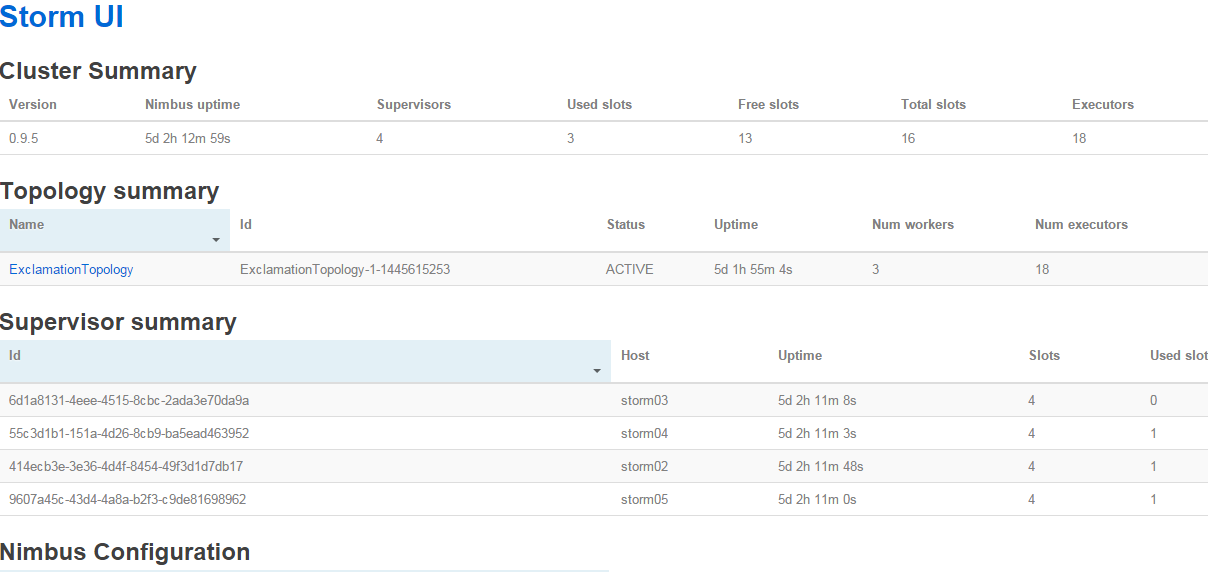 Storm UI
Cluster Summary
Version Nimbus uptime Supervisors Used slots Free slots Total slots Executors
0.9.5 5d 2h 12m 59s 4 3 13 16 18
Topology summary
Name Id Status Uptime Num workers Num executors
ExclamationTopology ExclamationTopology-1-1445615253 ACTIVE 5d 1h 55m 4s 3 18
Supervisor summary
Id Host Uptime Slots Used slot
6d1a8131-4eee-4515-8cbc-2ada3e70da9a storm03 5d 2h 11m 8s 4 0
55c3d1b1-151a-4d26-8cb9-ba5ead463952 storm04 5d 2h 11m 3s 4 1
414ecb3e-3e36-4d4f-8454-49f3d1d7db17 storm02 5d 2h 11m 48s 4 1
9607a45c-43d4-4a8a-b2f3-c9de81698962 storm05 5d 2h 11m 0s 4 1
Nimbus Configuration